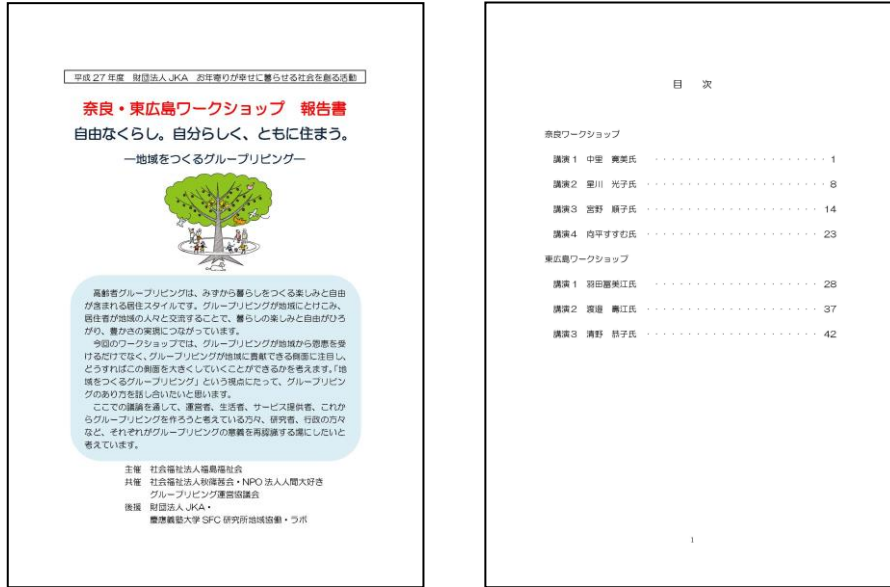 平成27年度　財団法人JKA　お年寄りが幸せに暮らせる社会を創る活動
奈良・東広島ワークショップ　報告書
自由なくらし。自分らしく、ともに住まう。
―地域をつくるグループリビング―
高齢者グループリビングは、みずから暮らしをつくる楽しみと自由
が含まれる居住スタイルです。グループリビングが地域にとけこみ、
居住者が地域の人々と交流することで、暮らしの楽しみと自由がひろ
がり、豊かさの実現につながっています。
今回のワークショップでは、グループリビングが地域から恩恵を受
けるだけでなく、グループリビングが地域に貢献できる側面に注目し、
どうすればこの側面を大きくしていくことができるかを考えます。「地
域をつくるグループリビング」という視点にたって、グループリビン
グのあり方を話し合いたいと思います。
ここでの議論を通して、運営者、生活者、サービス提供者、これか
らグループリビングを作ろうと考えている方々、研究者、行政の方々
など、それぞれがグループリビングの意義を再認識する場にしたいと
考えています。
主催　社会福祉法人福島福祉会
共催　社会福祉法人秋篠茜会・NPO法人人間大好き
グループリビング運営協議会
後援　財団法人JKA・
慶應義塾大学SFC研究所地域協働・ラボ
目　次
奈良ワークショップ
講演1　中里　異美氏　・・・・・・・・・・・・・・・・・・・・・・　1
講演2　星川　光子氏　・・・・・・・・・・・・・・・・・・・・・・　8
講演3　宮野　順子氏　・・・・・・・・・・・・・・・・・・・・・・　14
講演4　向平すすむ氏　・・・・・・・・・・・・・・・・・・・・・・　23
東広島ワークショップ
講演1　羽田冨美江氏　・・・・・・・・・・・・・・・・・・・・・・　28
講演2　渡邉　壽江氏　・・・・・・・・・・・・・・・・・・・・・・　37
講演3　清野　恭子氏　・・・・・・・・・・・・・・・・・・・・・・　42
1